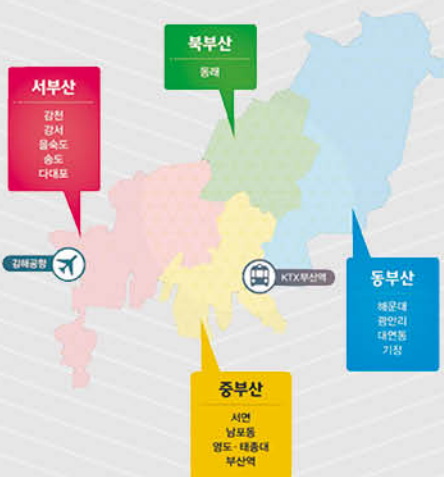 북부산
동래
서부산
감천
강서
을숙도
송도
다대포
김해공항
KTX부산역
동부산
해운대
광안리
대연동
기장
중부산
서면
남포동
영도·태종대
부산역